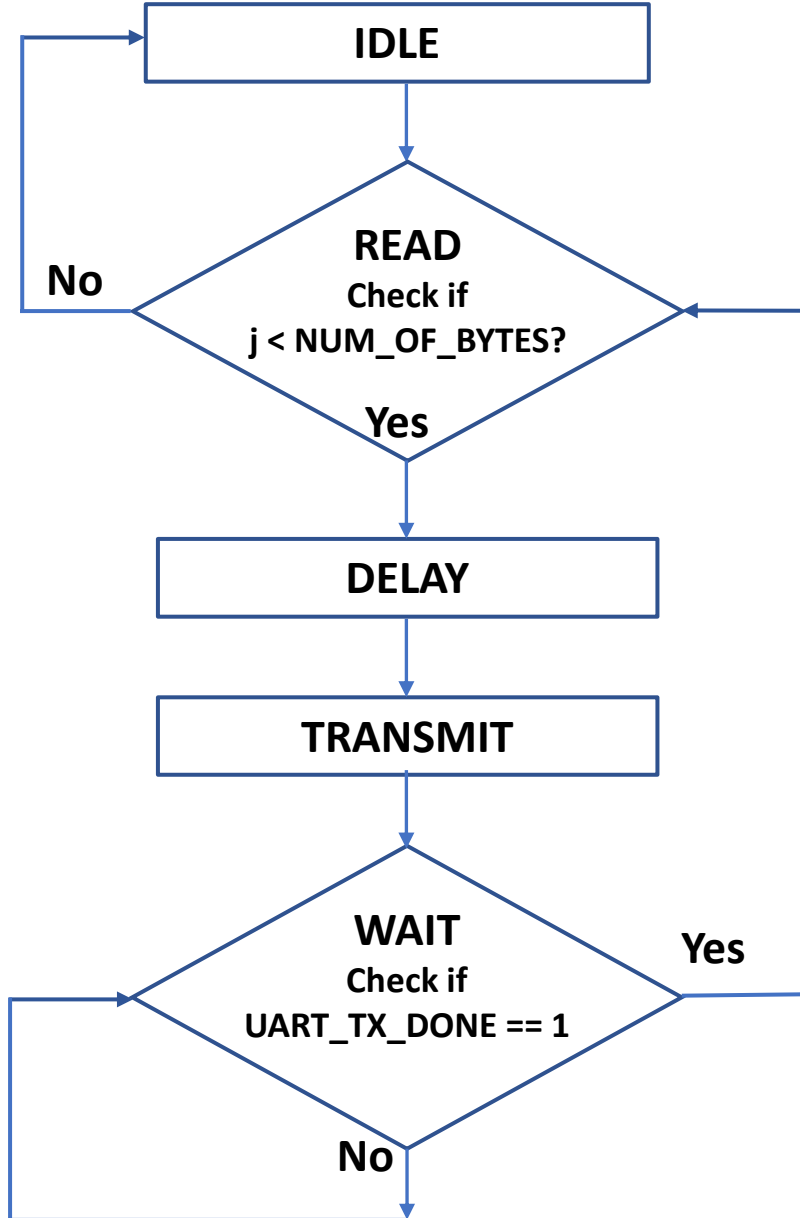 IDLE
READ
Check if
j < NUM_OF_BYTES?
No
Yes
DELAY
TRANSMIT
WAIT
Check if
UART_TX_DONE == 1
Yes
No